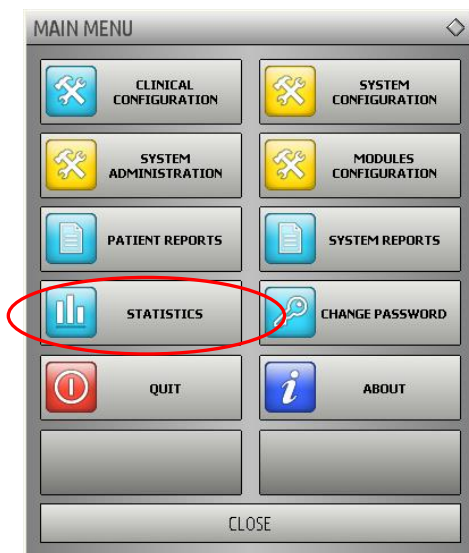 MAIN MENU
CLINICAL
CONFIGURATION
SYSTEM
CONFIGURATION
SYSTEM
ADMINISTRATION
MODULES
CONFIGURATION
PATIENT REPORTS
SYSTEM REPORTS
STATISTICS
CHANGE PASSWORD
QUIT
ABOUT
CLOSE